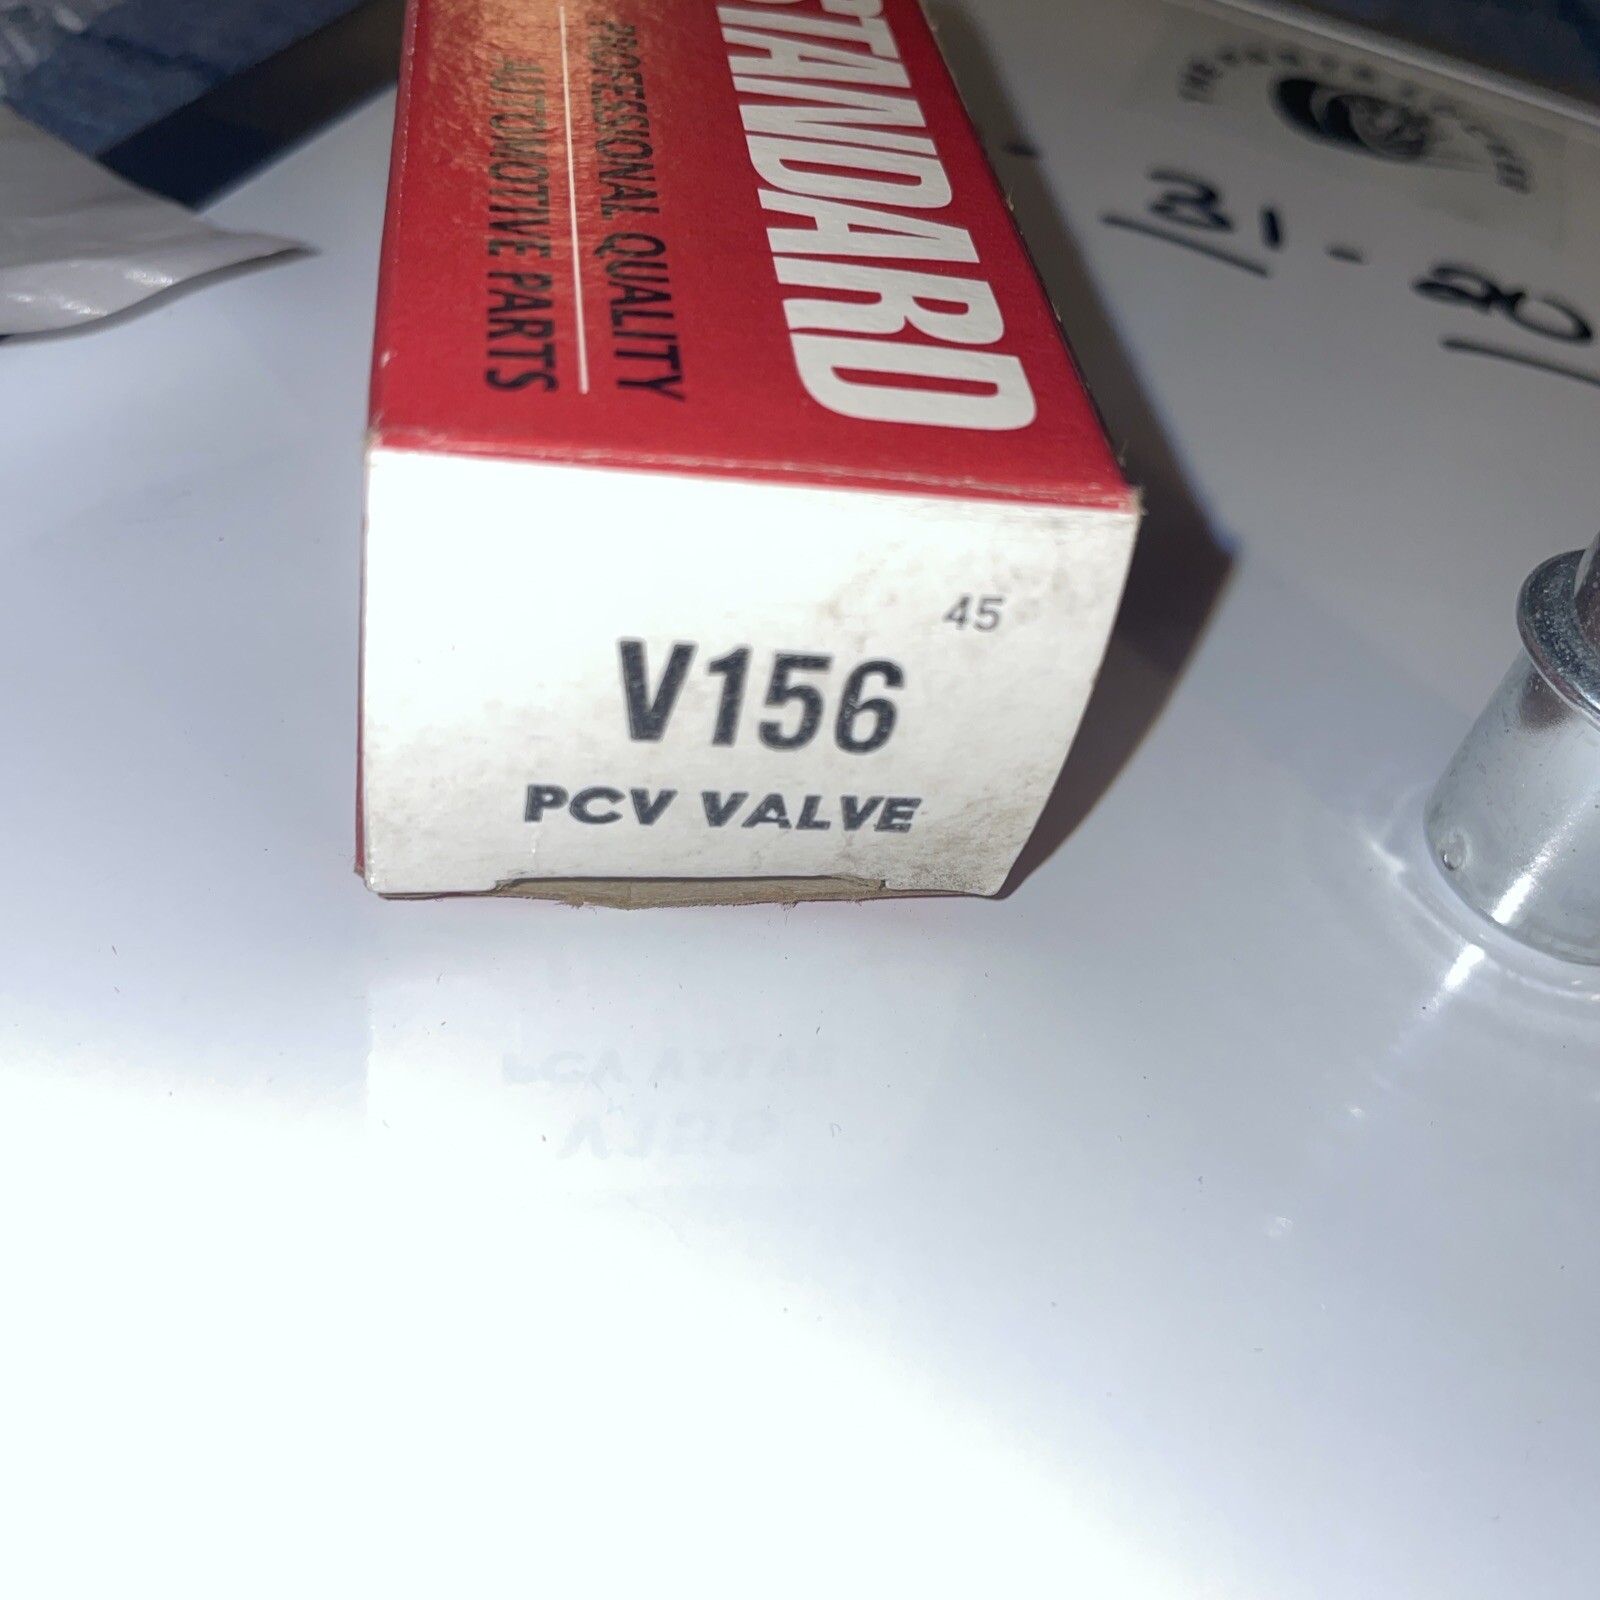 STANDARD
PROFESSIONAL QUALITY
AUTOMOTIVE PARTS
45
V156
PCV VALVE